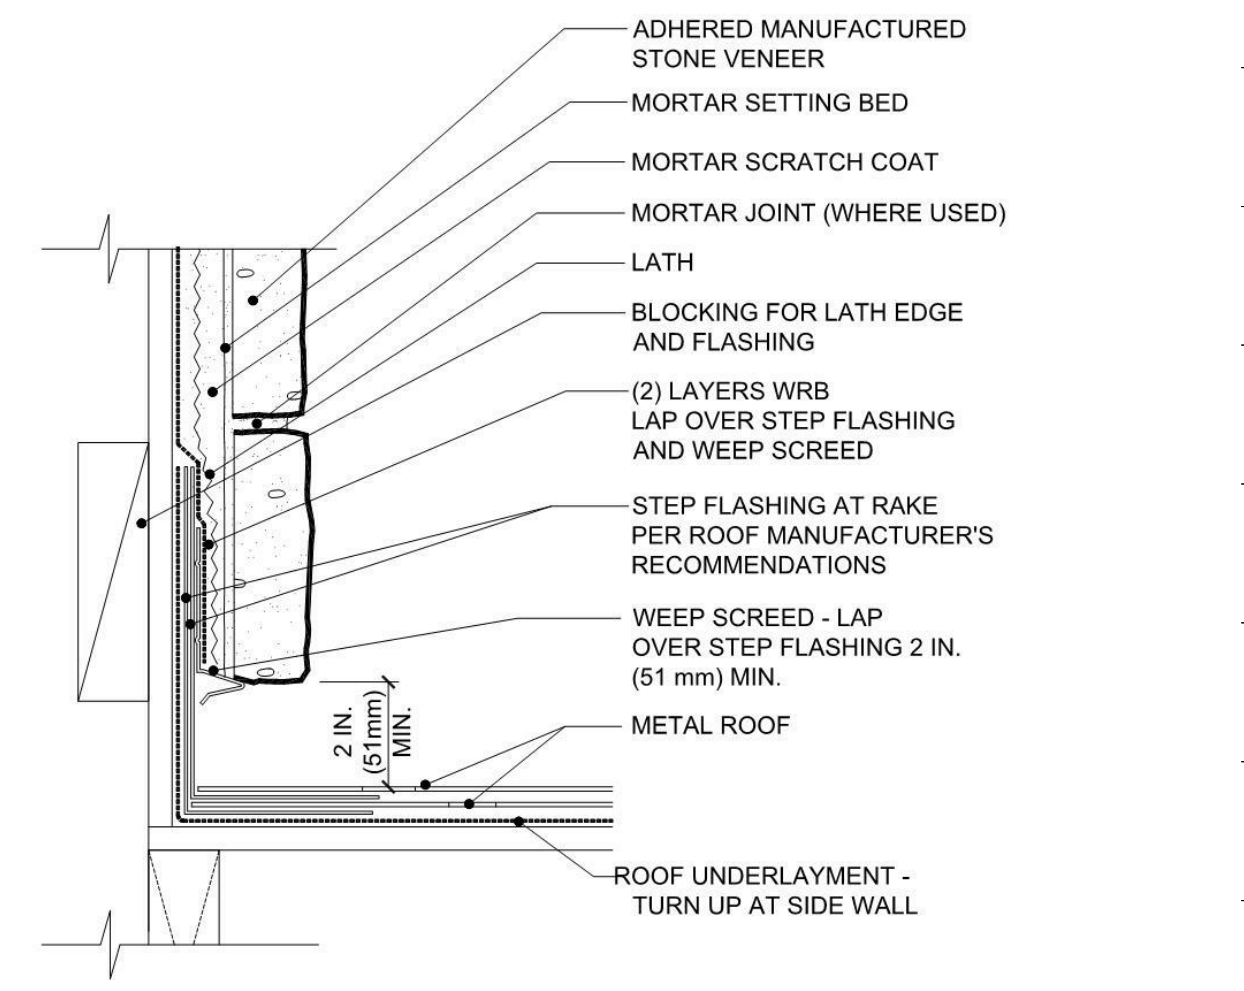 ADHERED MANUFACTURED
STONE VENEER
MORTAR SETTING BED
MORTAR SCRATCH COAT
MORTAR JOINT (WHERE USED)
LATH
BLOCKING FOR LATH EDGE
AND FLASHING
(2) LAYERS WRB
LAP OVER STEP FLASHING
AND WEEP SCREED
STEP FLASHING AT RAKE
PER ROOF MANUFACTURER'S
RECOMMENDATIONS
WEEP SCREED - LAP
OVER STEP FLASHING 2 IN.
(51 mm) MIN.
2 IN.
(51mm)
MIN.
METAL ROOF
ROOF UNDERLAYMENT -
TURN UP AT SIDE WALL